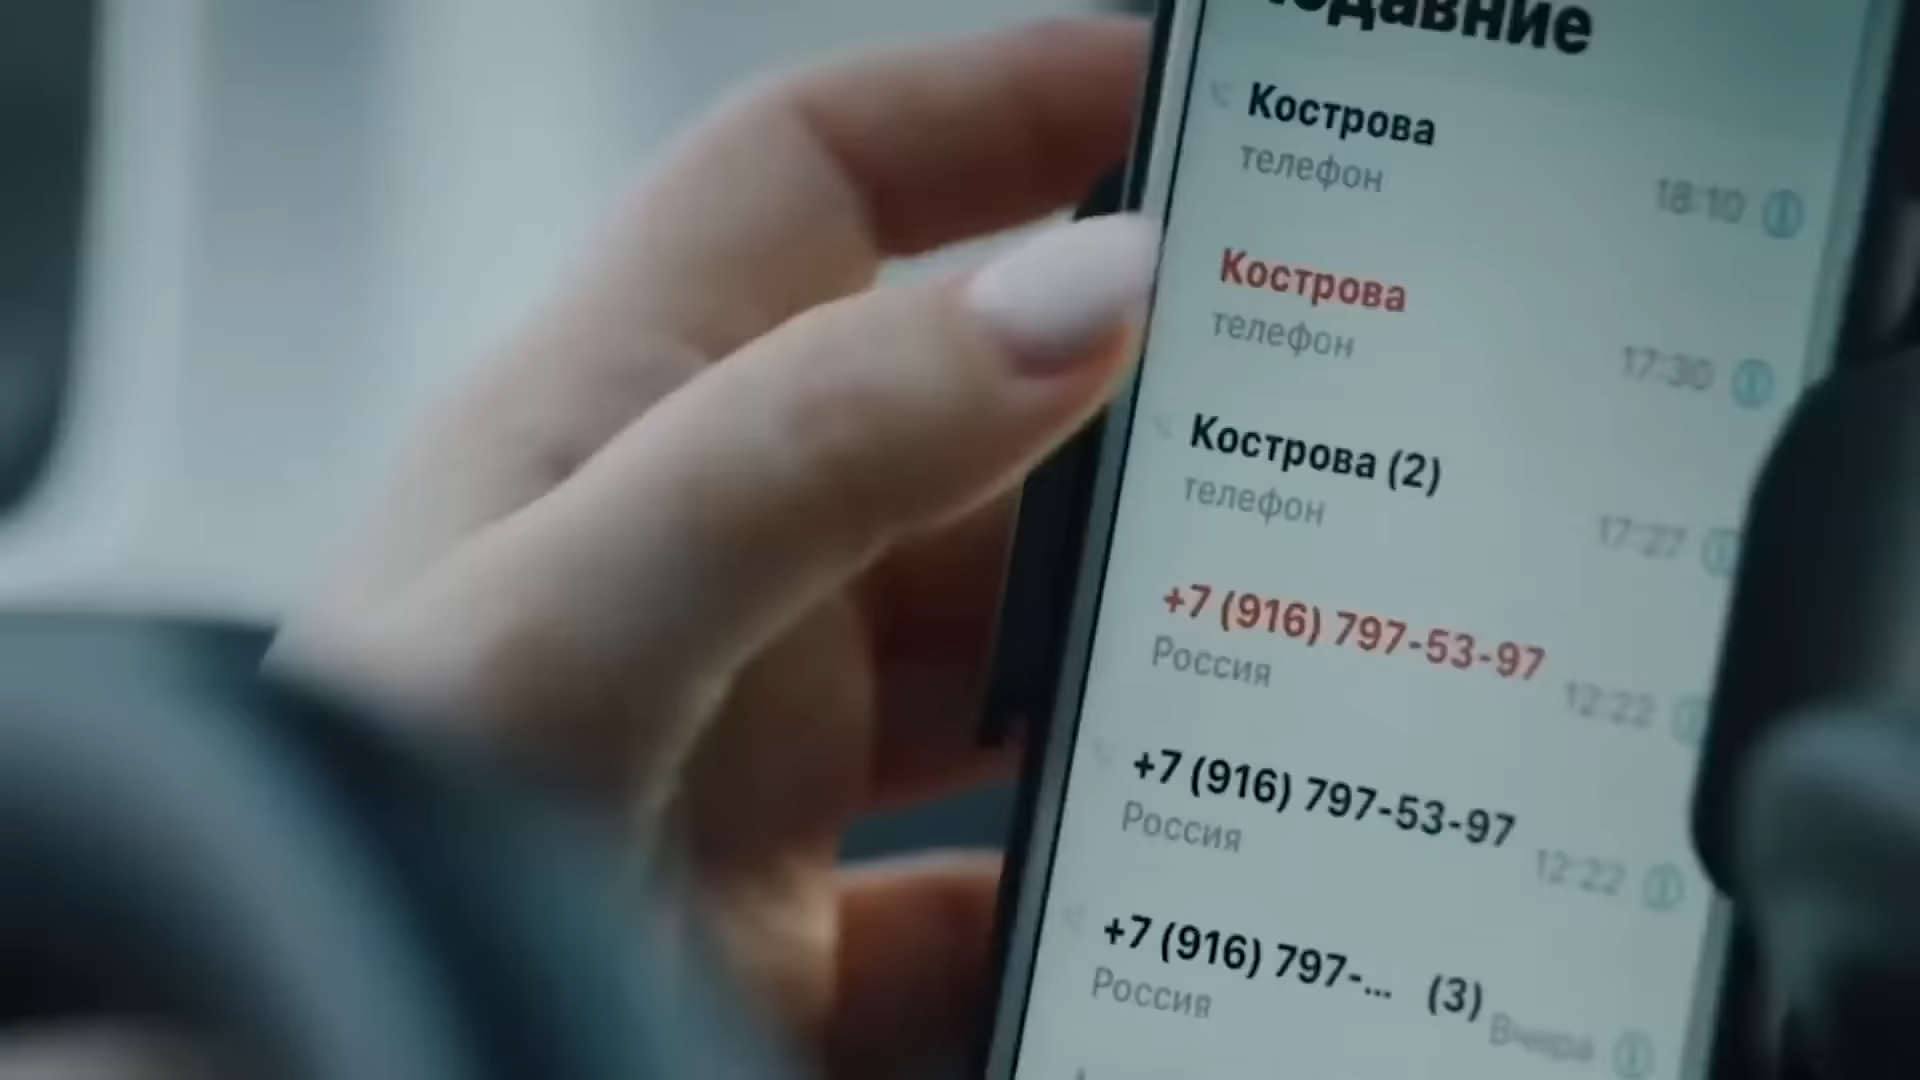 Кострова
телефон
18:10
Кострова
телефон
17:30
Кострова (2)
телефон
17:27
+7 (916) 797-53-97
Россия
12:22
+7 (916) 797-53-97
Россия
12:22
+7 (916) 797-... (3)
Россия
Вчера